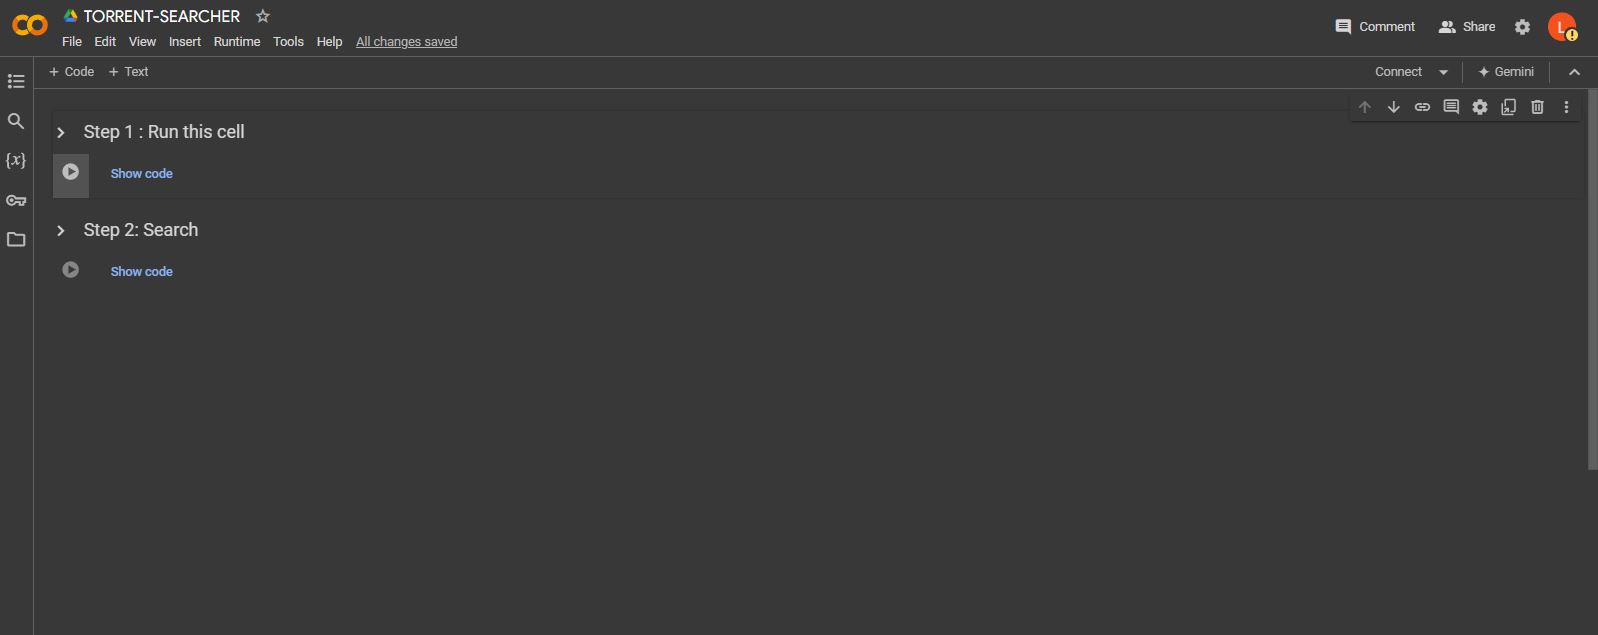 TORRENT-SEARCHER
File Edit View Insert Runtime Tools Help All changes saved
Comment Share L
+ Code + Text
Connect Gemini
Step 1 : Run this cell
Show code
Step 2: Search
Show code